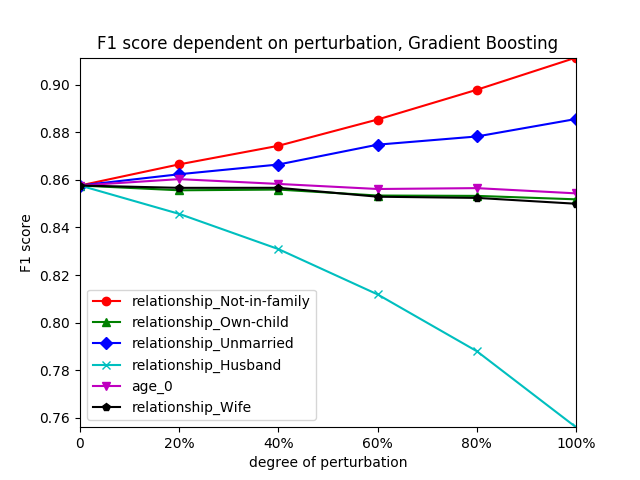 F1 score dependent on perturbation, Gradient Boosting
F1 score
0.90
0.88
0.86
0.84
0.82
0.80
0.78
0.76
relationship_Not-in-family
relationship_Own-child
relationship_Unmarried
relationship_Husband
age_0
relationship_Wife
0 20% 40% 60% 80% 100%
degree of perturbation